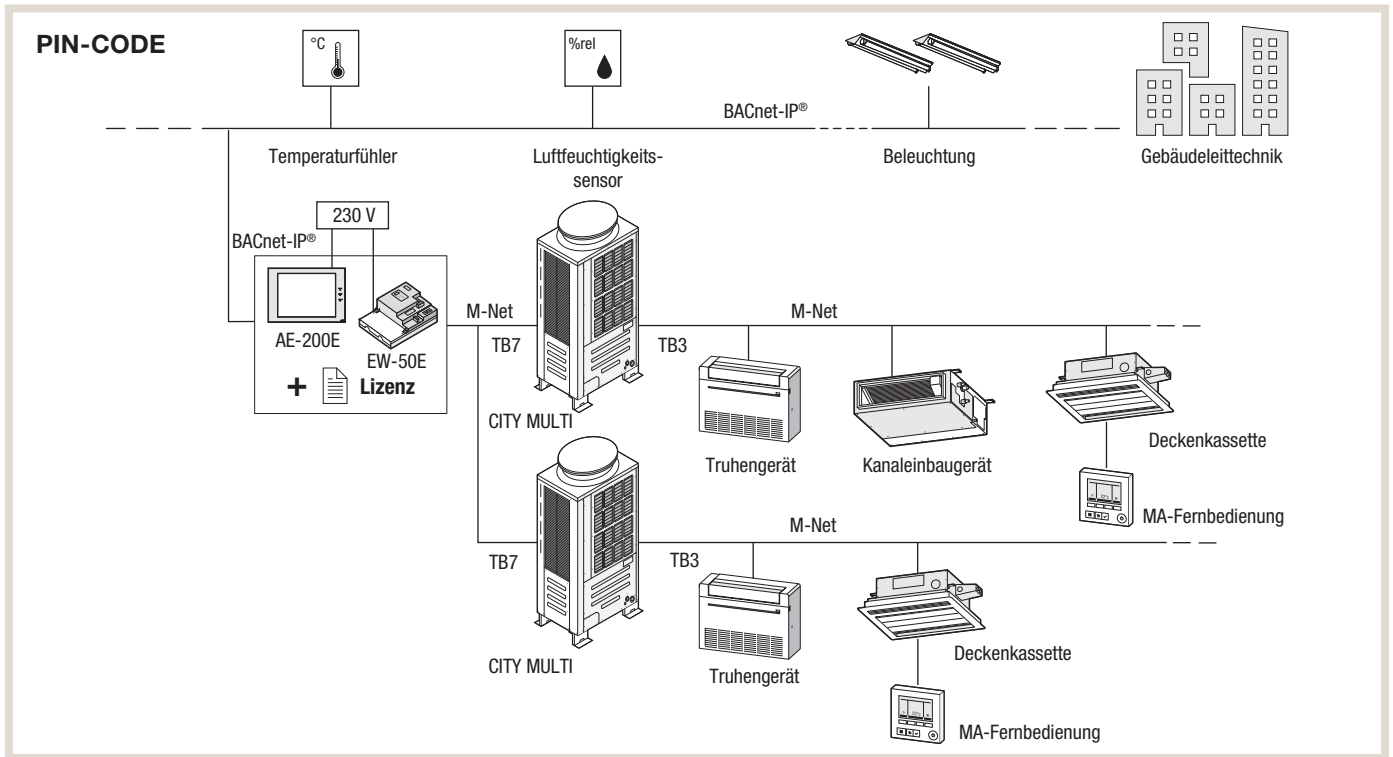 PIN-CODE
°C
%rel
BACnet-IP®
Temperaturfühler
Luftfeuchtigkeits-
sensor
Beleuchtung
Gebäudeleittechnik
230 V
BACnet-IP®
AE-200E
EW-50E
+ Lizenz
M-Net
TB7
TB3
M-Net
CITY MULTI
Truhengerät
Kanaleinbaugerät
Deckenkassette
MA-Fernbedienung
M-Net
TB7
TB3
CITY MULTI
Truhengerät
Deckenkassette
MA-Fernbedienung